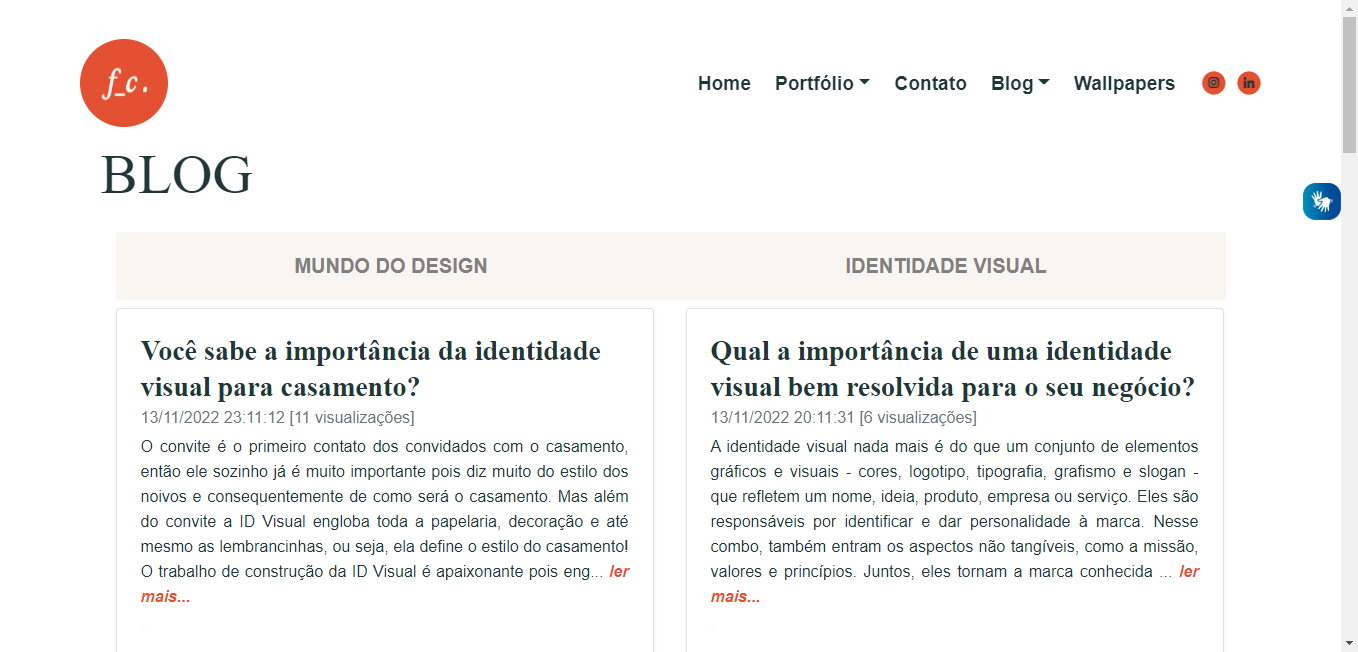 f_c.
Home Portfólio Contato Blog Wallpapers
BLOG
MUNDO DO DESIGN
IDENTIDADE VISUAL
Você sabe a importância da identidade
visual para casamento?
13/11/2022 23:11:12 [11 visualizações]
O convite é o primeiro contato dos convidados com o casamento,
então ele sozinho já é muito importante pois diz muito do estilo dos
noivos e consequentemente de como será o casamento. Mas além
do convite a ID Visual engloba toda a papelaria, decoração e até
mesmo as lembrancinhas, ou seja, ela define o estilo do casamento!
O trabalho de construção da ID Visual é apaixonante pois eng... ler
mais...
Qual a importância de uma identidade
visual bem resolvida para o seu negócio?
13/11/2022 20:11:31 [6 visualizações]
A identidade visual nada mais é do que um conjunto de elementos
gráficos e visuais - cores, logotipo, tipografia, grafismo e slogan -
que refletem um nome, ideia, produto, empresa ou serviço. Eles são
responsáveis por identificar e dar personalidade à marca. Nesse
combo, também entram os aspectos não tangíveis, como a missão,
valores e princípios. Juntos, eles tornam a marca conhecida ... ler
mais...